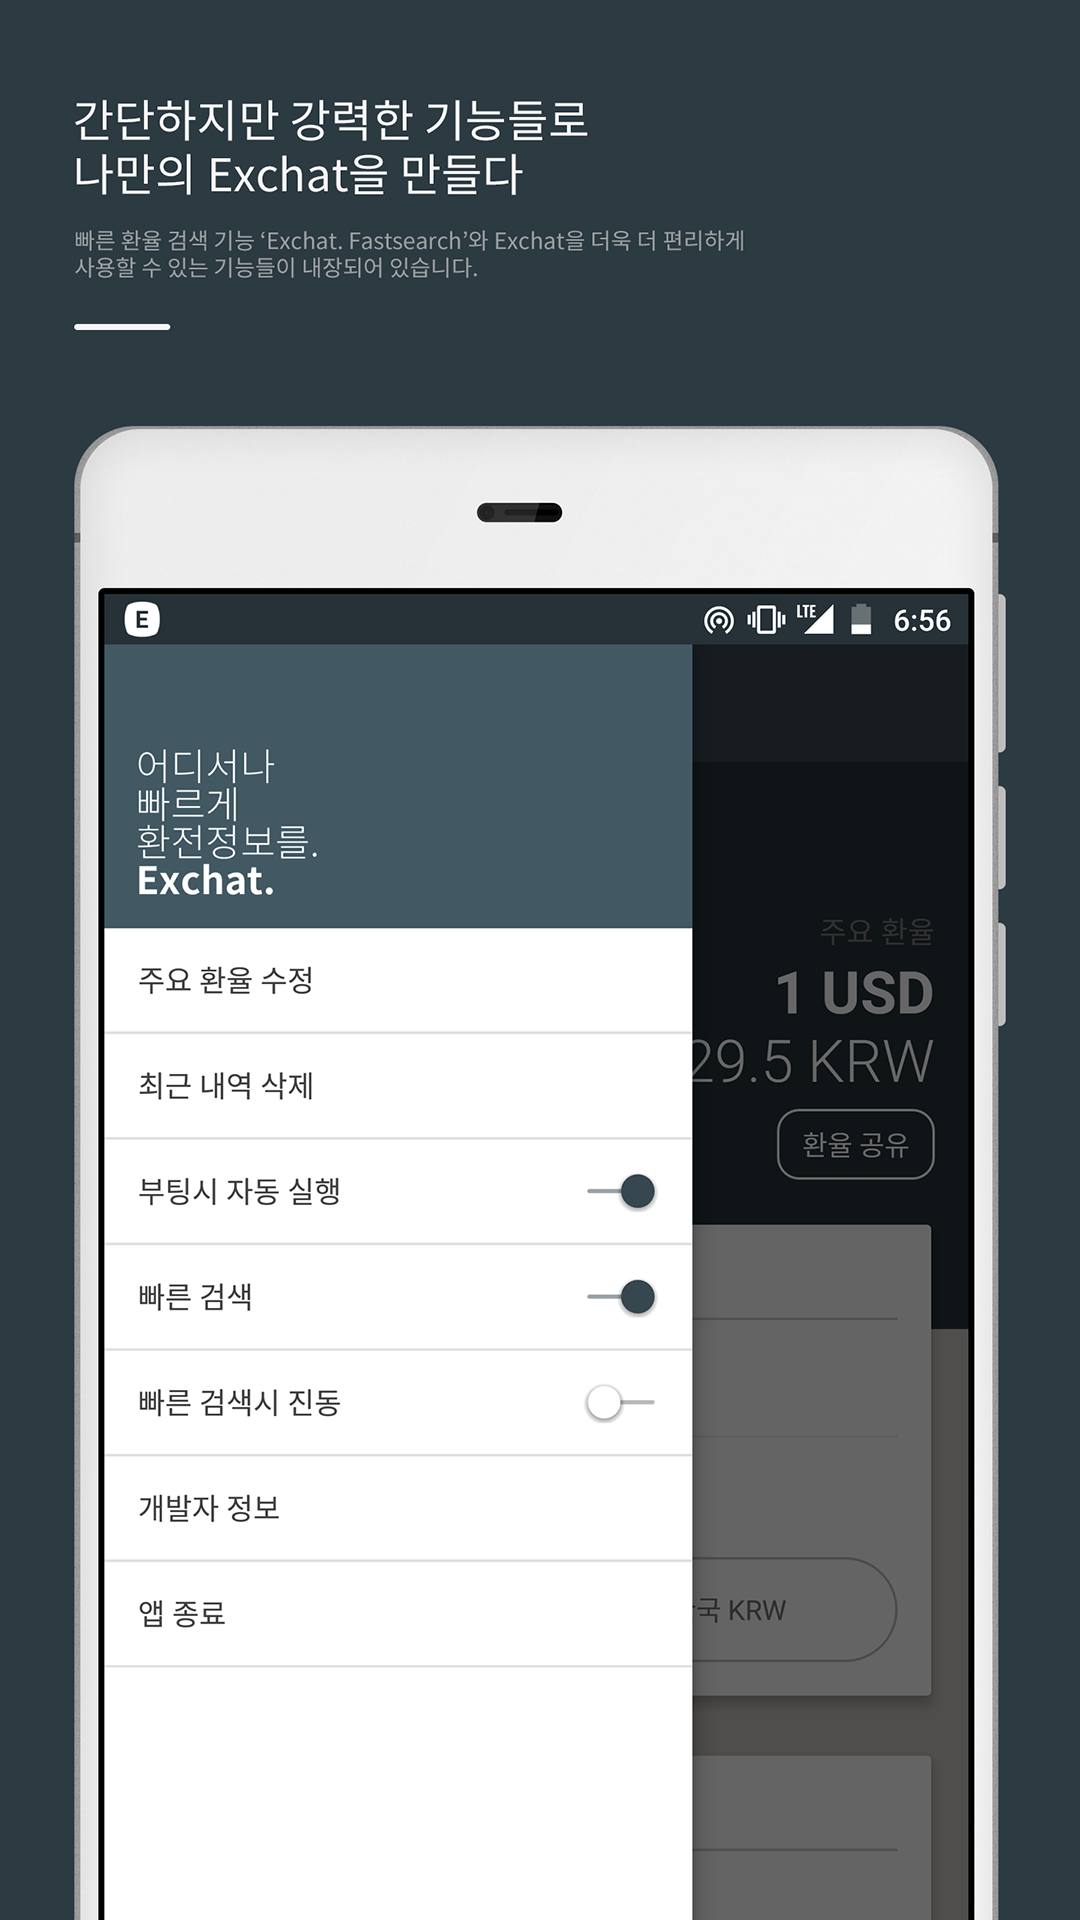 간단하지만 강력한 기능들로
나만의 Exchat을 만들다
빠른 환율 검색 기능 ‘Exchat. Fastsearch’와 Exchat을 더욱 더 편리하게
사용할 수 있는 기능들이 내장되어 있습니다.
E
LTE
6:56
어디서나
빠르게
환전정보를.
Exchat.
주요 환율
1 USD
29.5 KRW
환율 공유
주요 환율 수정
최근 내역 삭제
부팅시 자동 실행
빠른 검색
빠른 검색시 진동
개발자 정보
앱 종료
국 KRW